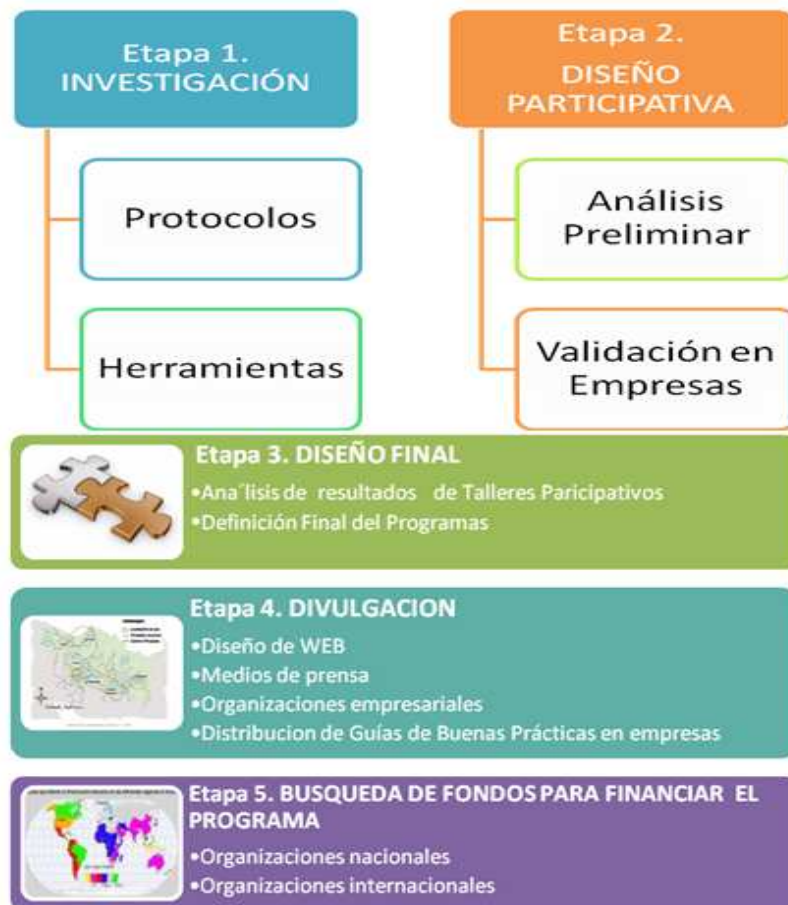 Etapa 1.
INVESTIGACIÓN
Protocolos
Herramientas
Etapa 2.
DISEÑO
PARTICIPATIVA
Análisis
Preliminar
Validación en
Empresas
Etapa 3. DISEÑO FINAL
•Ana´lisis de resultados de Talleres Paricipativos
•Definición Final del Programas
Etapa 4. DIVULGACION
•Diseño de WEB
•Medios de prensa
•Organizaciones empresariales
•Distribucion de Guías de Buenas Prácticas en empresas
Etapa 5. BUSQUEDA DE FONDOS PARA FINANCIAR EL
PROGRAMA
•Organizaciones nacionales
•Organizaciones internacionales